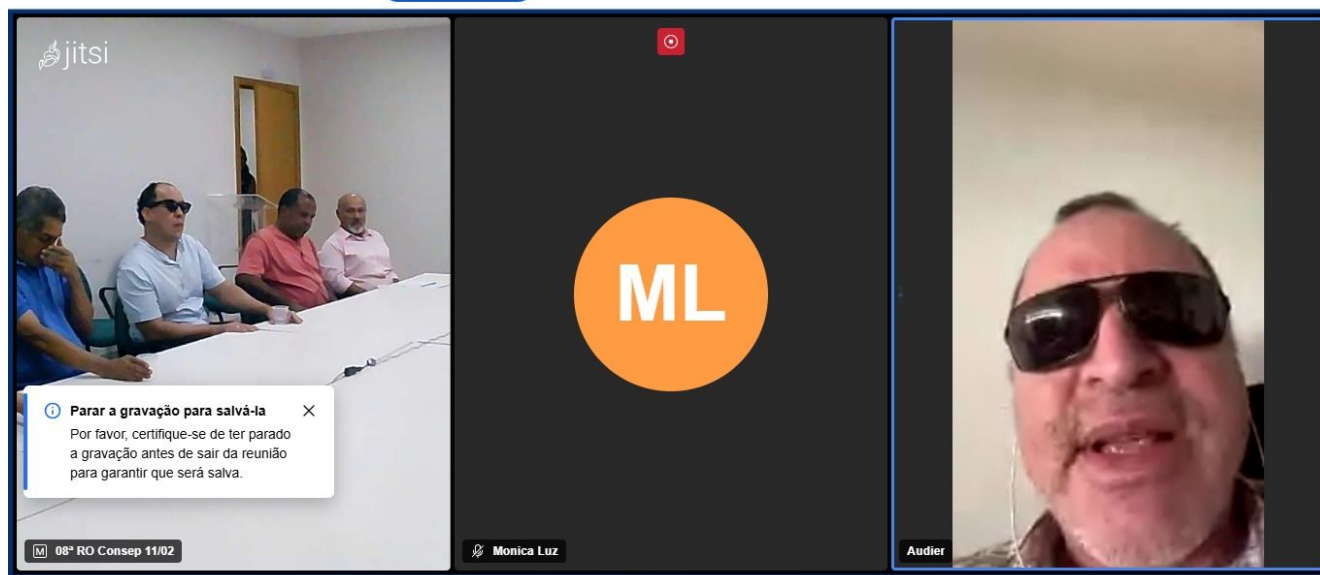 jitsi
ML
Parar a gravação para salvá-la
Por favor, certifique-se de ter parado
a gravação antes de sair da reunião
para garantir que será salva.
M 08ª RO Consep 11/02
Monica Luz
Audier